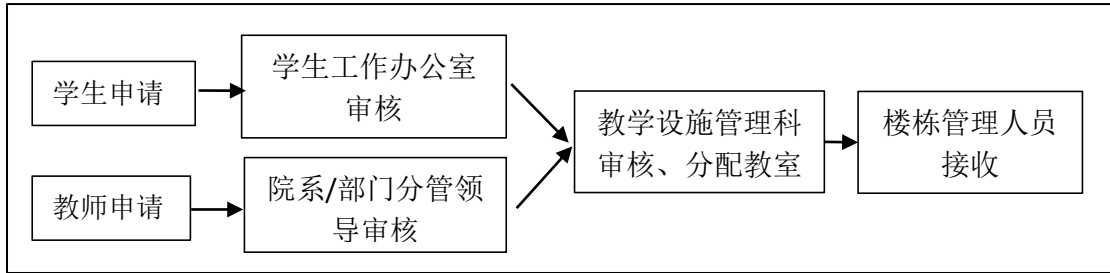 学生申请
学生工作办公室
审核
教师申请
院系/部门分管领
导审核
教学设施管理科
审核、分配教室
楼栋管理人员
接收